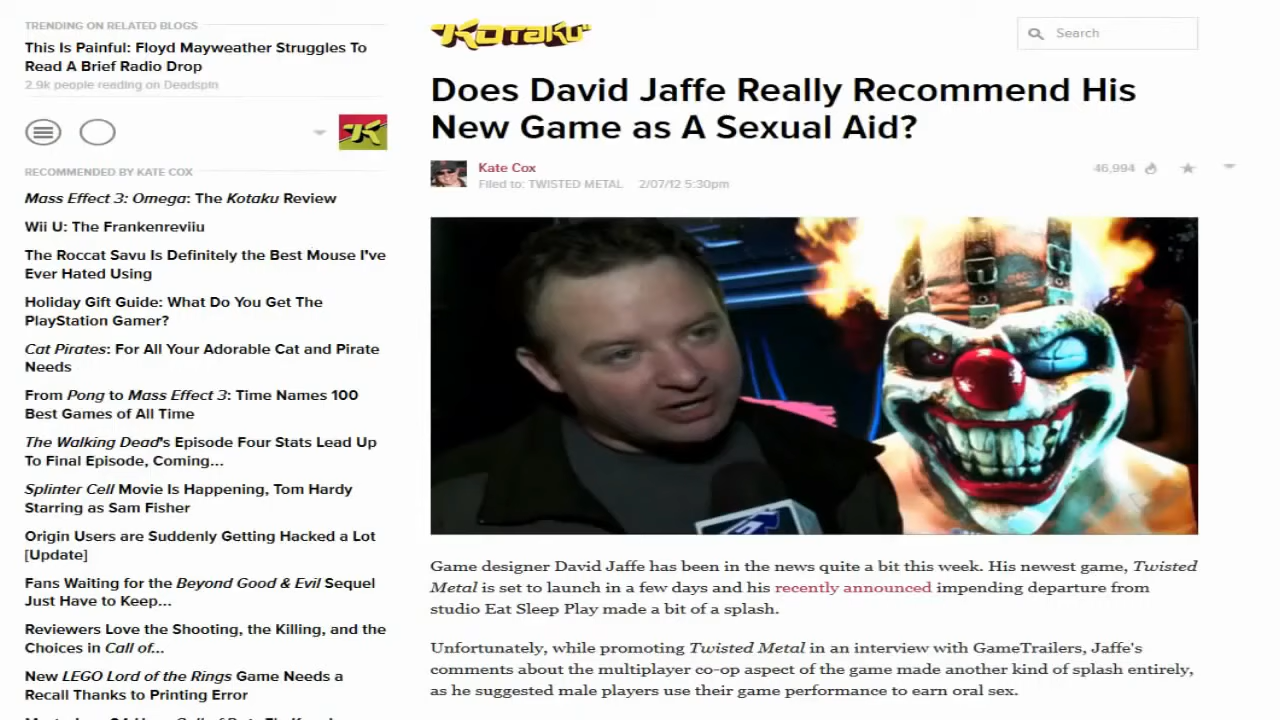 TRENDING ON RELATED BLOGS
This Is Painful: Floyd Mayweather Struggles To
Read A Brief Radio Drop
2.9k people reading on Deadspin
RECOMMENDED BY KATE COX
Mass Effect 3: Omega: The Kotaku Review
Wii U: The Frankenreviiu
The Roccat Savu Is Definitely the Best Mouse I've
Ever Hated Using
Holiday Gift Guide: What Do You Get The
PlayStation Gamer?
Cat Pirates: For All Your Adorable Cat and Pirate
Needs
From Pong to Mass Effect 3: Time Names 100
Best Games of All Time
The Walking Dead's Episode Four Stats Lead Up
To Final Episode, Coming...
Splinter Cell Movie Is Happening, Tom Hardy
Starring as Sam Fisher
Origin Users are Suddenly Getting Hacked a Lot
[Update]
Fans Waiting for the Beyond Good & Evil Sequel
Just Have to Keep...
Reviewers Love the Shooting, the Killing, and the
Choices in Call of...
New LEGO Lord of the Rings Game Needs a
Recall Thanks to Printing Error
KOTAKU
Search
Does David Jaffe Really Recommend His
New Game as A Sexual Aid?
Kate Cox
Filed to: TWISTED METAL 2/07/12 5:30pm
46,994
Game designer David Jaffe has been in the news quite a bit this week. His newest game, Twisted
Metal is set to launch in a few days and his recently announced impending departure from
studio Eat Sleep Play made a bit of a splash.
Unfortunately, while promoting Twisted Metal in an interview with GameTrailers, Jaffe's
comments about the multiplayer co-op aspect of the game made another kind of splash entirely,
as he suggested male players use their game performance to earn oral sex.